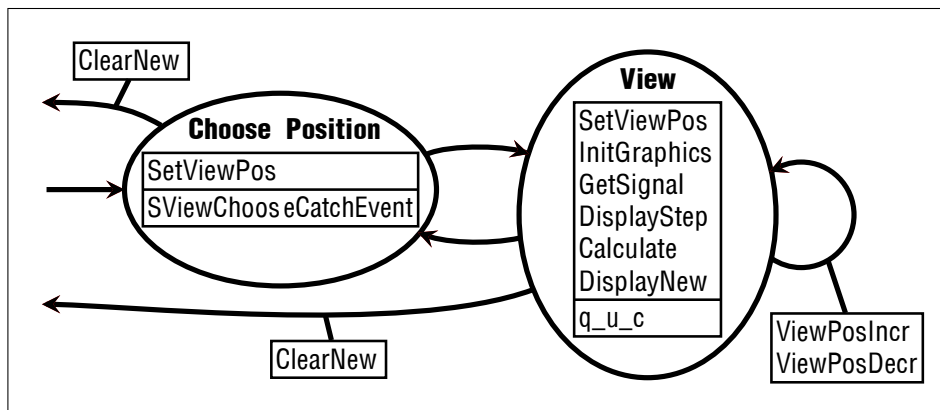 ClearNew
Choose Position
SetViewPos
SViewChoos eCatchEvent
View
SetViewPos
InitGraphics
GetSignal
DisplayStep
Calculate
DisplayNew
q_u_c
ClearNew
ViewPosIncr
ViewPosDecr